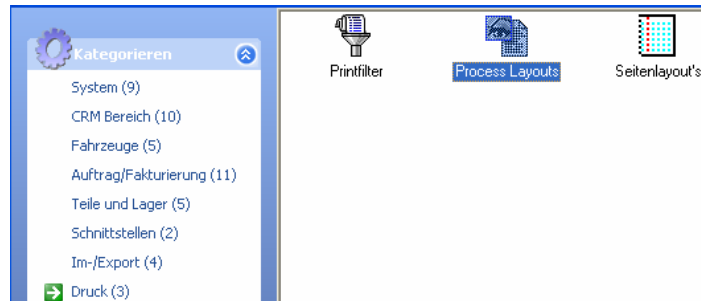 Kategorieren
System (9)
CRM Bereich (10)
Fahrzeuge (5)
Auftrag/Fakturierung (11)
Teile und Lager (5)
Schnittstellen (2)
Im-/Export (4)
Druck (3)
Printfilter
Process Layouts
Seitenlayout's